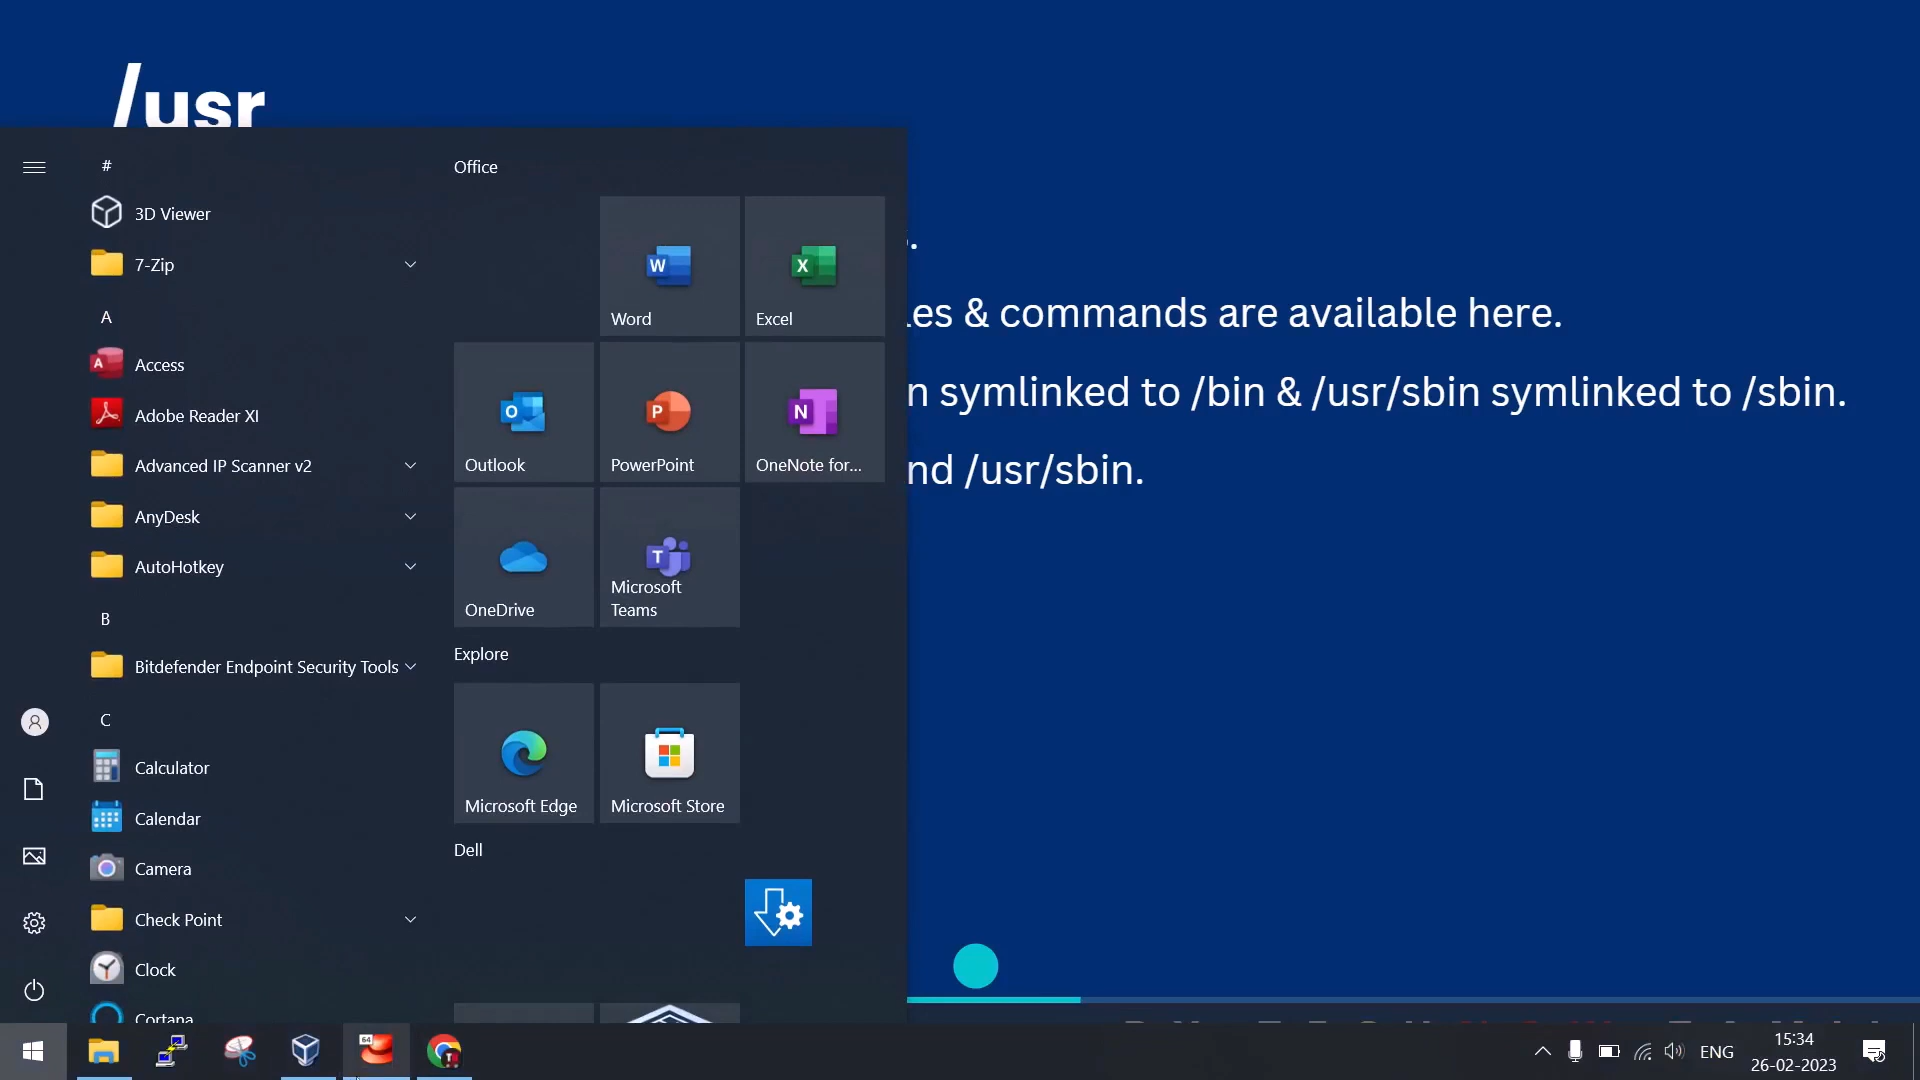 /usr
#
3D Viewer
7-Zip
A
Access
Adobe Reader XI
Advanced IP Scanner v2
AnyDesk
AutoHotkey
B
Bitdefender Endpoint Security Tools
C
Calculator
Calendar
Camera
Check Point
Clock
Cortana
Office
Word
Excel
Outlook
PowerPoint
OneNote for...
OneDrive
Microsoft
Teams
Explore
Microsoft Edge
Microsoft Store
Dell
& commands are available here.
symlinked to /bin & /usr/sbin symlinked to /sbin.
/usr/sbin.
64
ENG
15:34
26-02-2023